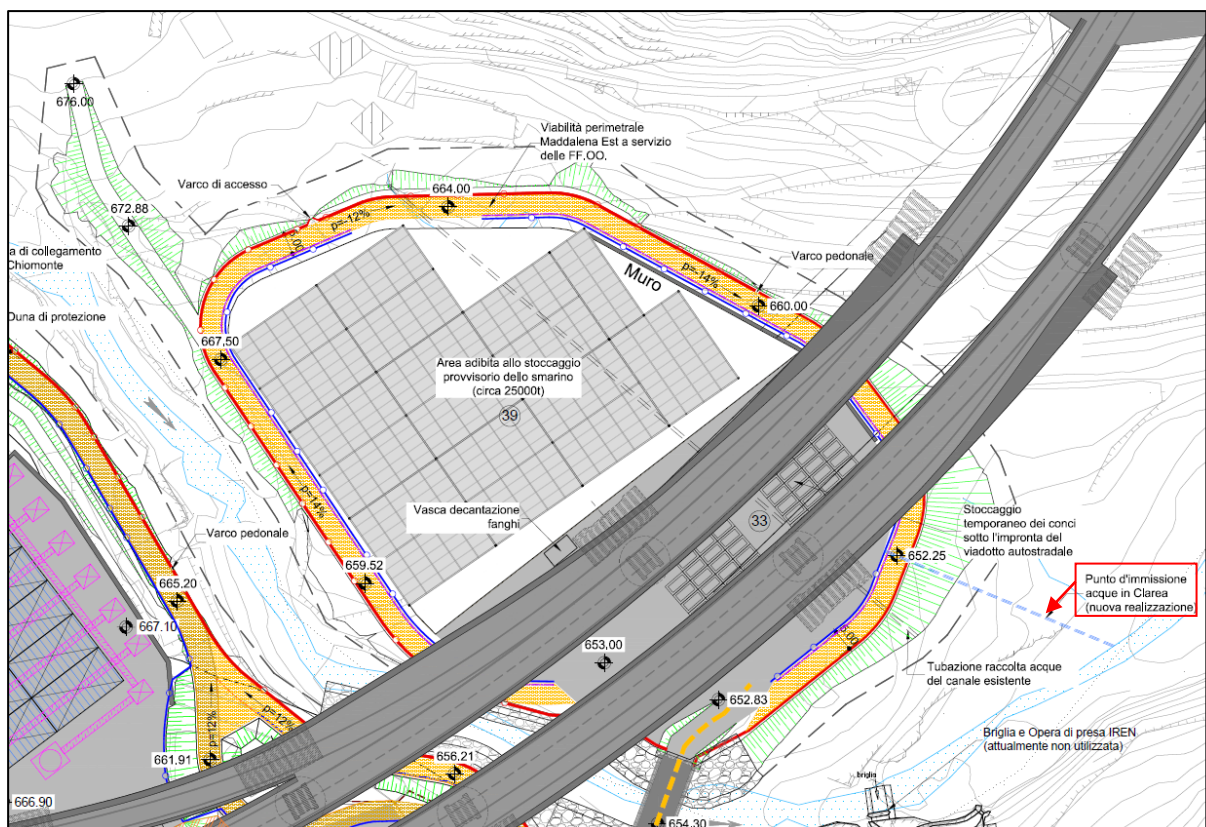 676.00
Viabilità perimetrale
Maddalena Est a servizio
delle FF.OO.
Varco di accesso
664.00
p=-12%
672.88
5.00
a di collegamento
Chiomonte
Varco pedonale
Muro
p=-14%
660.00
Duna di protezione
667,50
Area adibita allo stoccaggio
provvisorio dello smarino
(circa 25000t)
39
p=14%
Vasca decantazione
fanghi
33
Stoccaggio
temporaneo dei conci
sotto l'impronta del
viadotto autostradale
Varco pedonale
652.25
659.52
Punto d'immissione
acque in Clarea
(nuova realizzazione)
665,20
667.10
5.00
653,00
Tubazione raccolta acque
del canale esistente
652.83
p=12%
p=12%
Briglia e Opera di presa IREN
(attualmente non utilizzata)
661.91
656.21
briglia
666.90
654.30